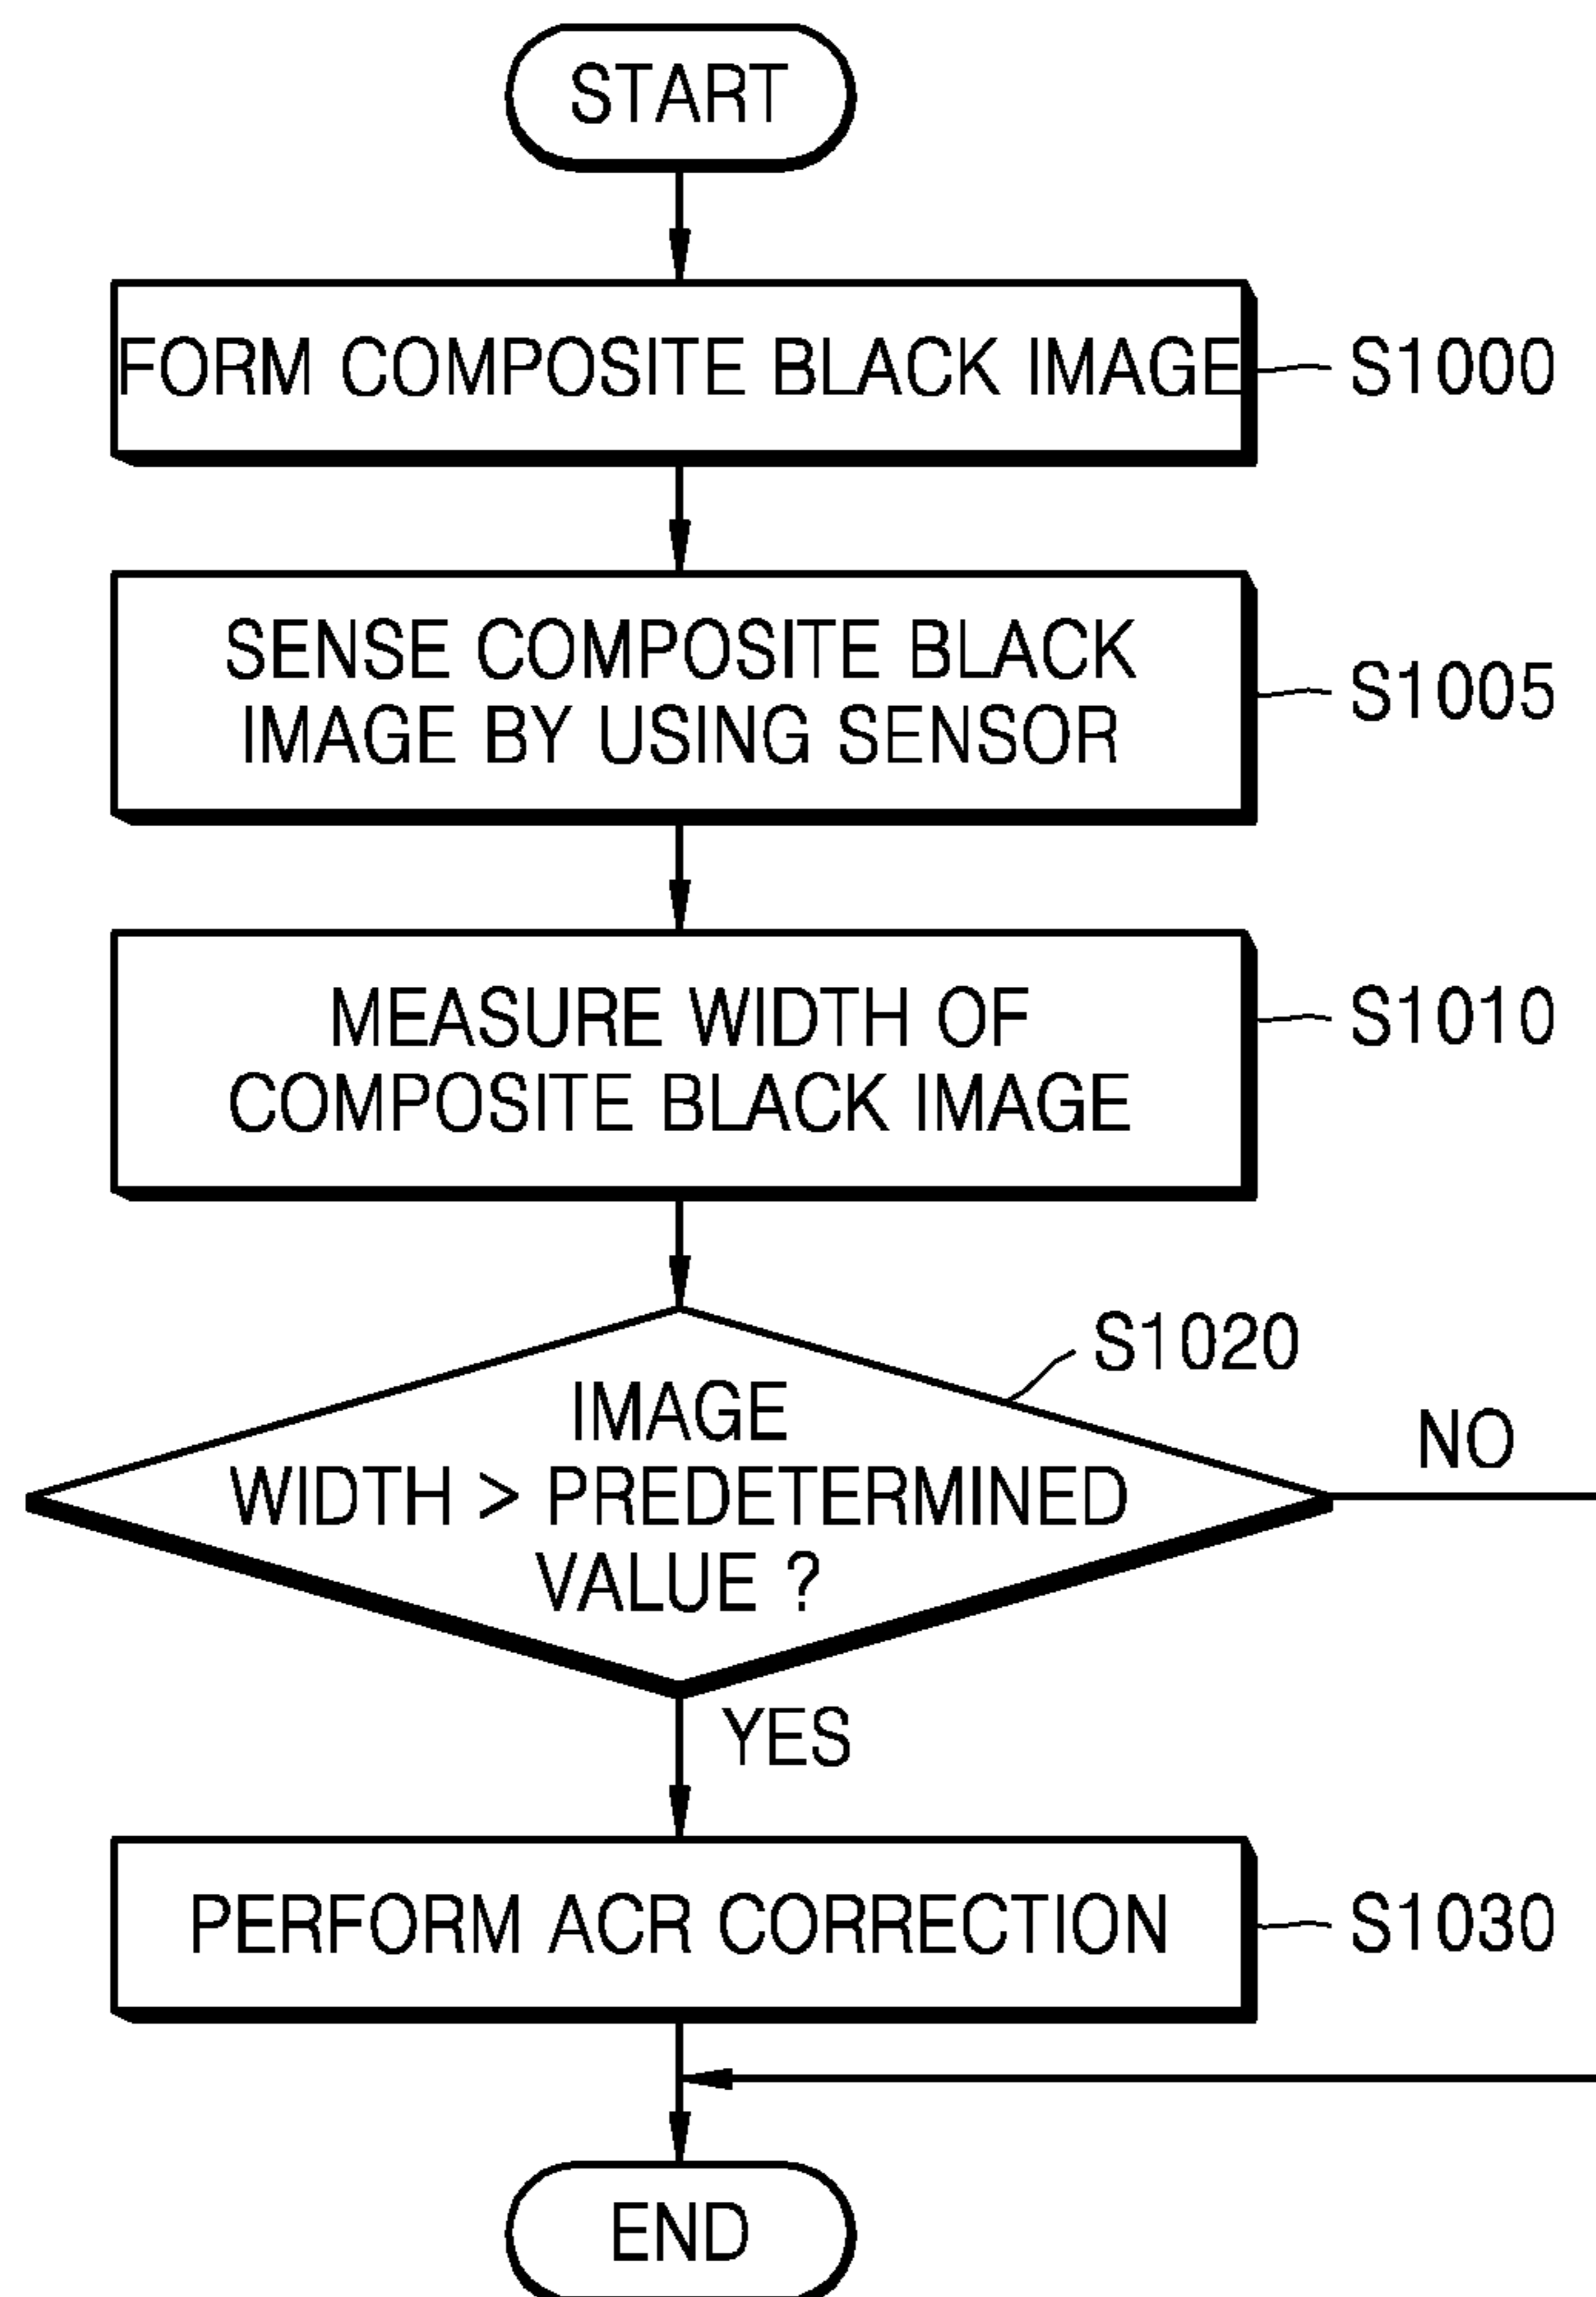 START
FORM COMPOSITE BLACK IMAGE
S1000
SENSE COMPOSITE BLACK
IMAGE BY USING SENSOR
S1005
MEASURE WIDTH OF
COMPOSITE BLACK IMAGE
S1010
S1020
IMAGE
WIDTH > PREDETERMINED
VALUE ?
NO
YES
PERFORM ACR CORRECTION
S1030
END